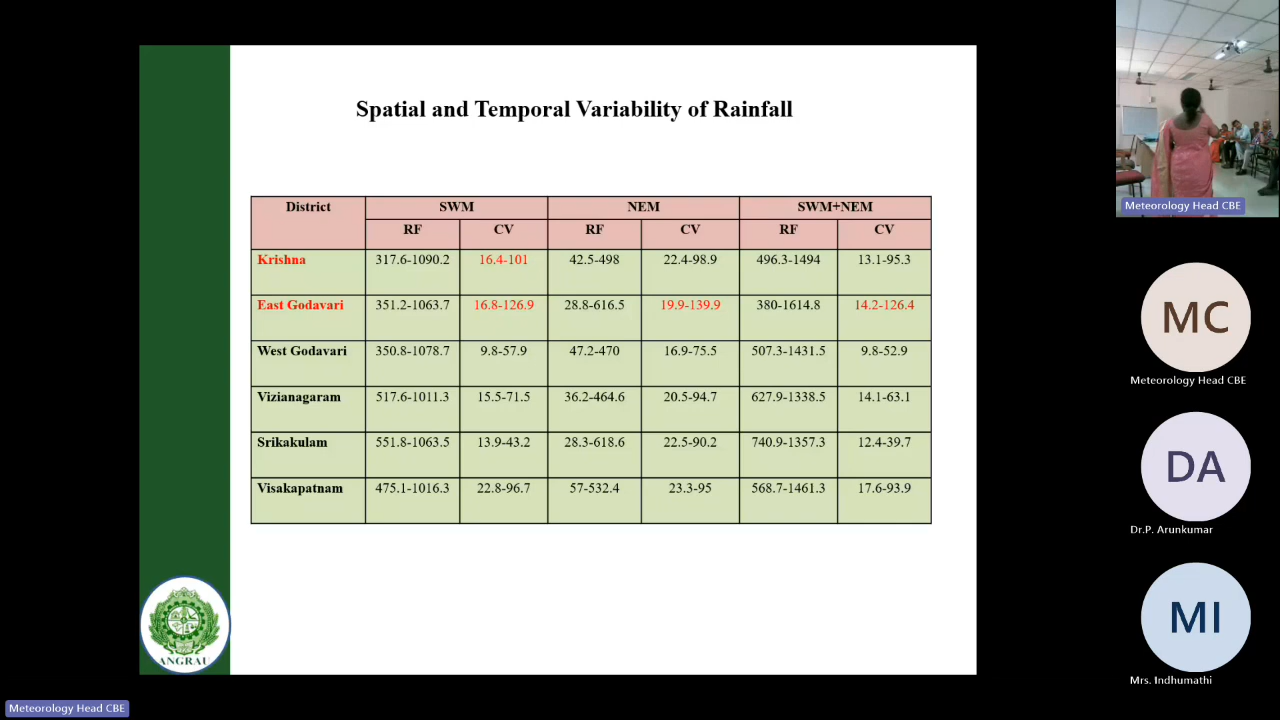 Spatial and Temporal Variability of Rainfall
District SWM NEM SWM+NEM
RF CV RF CV RF CV
Krishna 317.6-1090.2 16.4-101 42.5-498 22.4-98.9 496.3-1494 13.1-95.3
East Godavari 351.2-1063.7 16.8-126.9 28.8-616.5 19.9-139.9 380-1614.8 14.2-126.4
West Godavari 350.8-1078.7 9.8-57.9 47.2-470 16.9-75.5 507.3-1431.5 9.8-52.9
Vizianagaram 517.6-1011.3 15.5-71.5 36.2-464.6 20.5-94.7 627.9-1338.5 14.1-63.1
Srikakulam 551.8-1063.5 13.9-43.2 28.3-618.6 22.5-90.2 740.9-1357.3 12.4-39.7
Visakapatnam 475.1-1016.3 22.8-96.7 57-532.4 23.3-95 568.7-1461.3 17.6-93.9
ANGRAU
Meteorology Head CBE
Meteorology Head CBE
MC
Meteorology Head CBE
DA
Dr.P. Arunkumar
MI
Mrs. Indhumathi